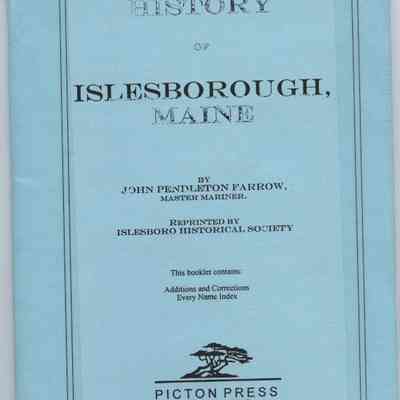 HISTORY
OF
ISLESBOROUGH,
MAINE
BY
JOHN PENDLETON FARROW,
MASTER MARINER.
REPRINTED BY
ISLESBORO HISTORICAL SOCIETY
This booklet contains:
Additions and Corrections
Every Name Index
PICTON PRESS